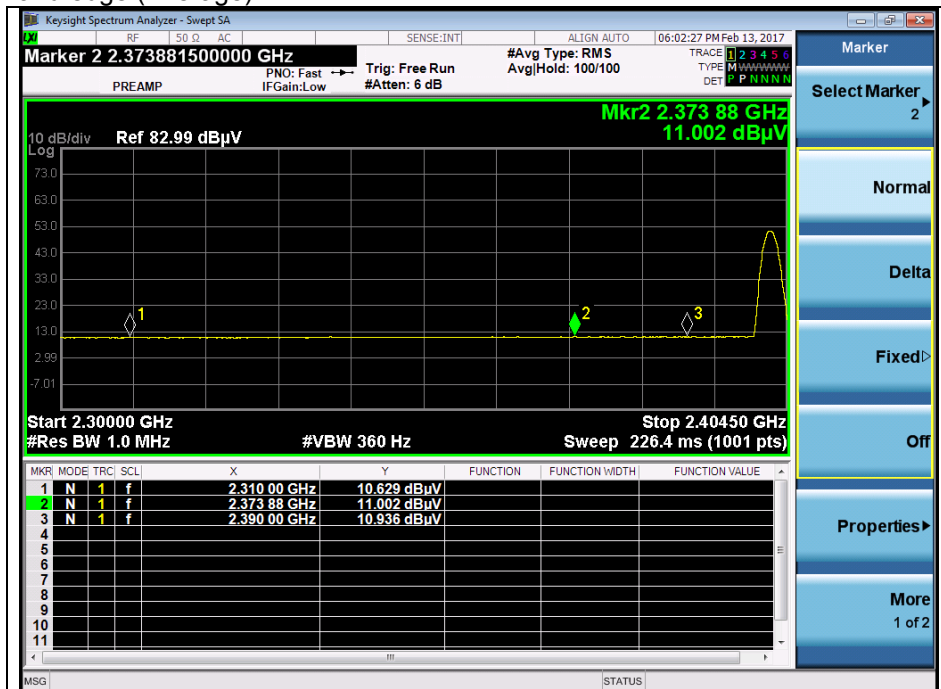 Keysight Spectrum Analyzer - Swept SA
LXI RF 50 Ω AC SENSE:INT ALIGN AUTO 06:02:27 PM Feb 13, 2017
Marker 2 2.373881500000 GHz
PREAMP
PNO: Fast
IFGain:Low
Trig: Free Run
#Atten: 6 dB
#Avg Type: RMS
Avg|Hold: 100/100
TRACE 1 2 3 4 5 6
TYPE M W W W W W
DET P P N N N N
Mkr2 2.373 88 GHz
11.002 dBµV
10 dB/div Ref 82.99 dBµV
Log
73.0
63.0
53.0
43.0
33.0
23.0
13.0
2.99
-7.01
1
2
3
Start 2.30000 GHz Stop 2.40450 GHz
#Res BW 1.0 MHz #VBW 360 Hz Sweep 226.4 ms (1001 pts)
MKR MODE TRC SCL X Y FUNCTION FUNCTION WIDTH FUNCTION VALUE
1 N 1 f 2.310 00 GHz 10.629 dBµV
2 N 1 f 2.373 88 GHz 11.002 dBµV
3 N 1 f 2.390 00 GHz 10.936 dBµV
4
5
6
7
8
9
10
11
MSG STATUS
Marker
Select Marker
2
Normal
Delta
Fixed
Off
Properties
More
1 of 2